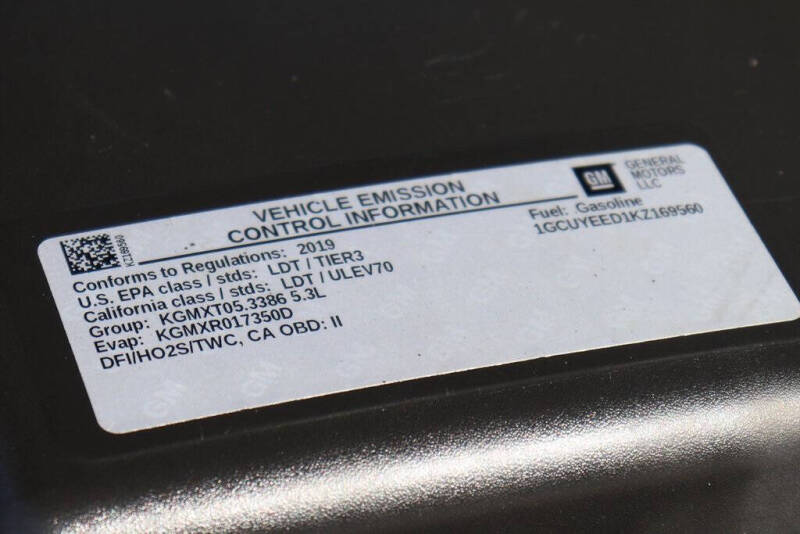 VEHICLE EMISSION
CONTROL INFORMATION
GM
GENERAL
MOTORS
LLC
Fuel: Gasoline
1GCUYEED1KZ169560
KZ169560
Conforms to Regulations: 2019
U.S. EPA class / stds: LDT / TIER3
California class / stds: LDT / ULEV70
Group: KGMXT05.3386 5.3L
Evap: KGMXR017350D
DFI/HO2S/TWC, CA OBD: II